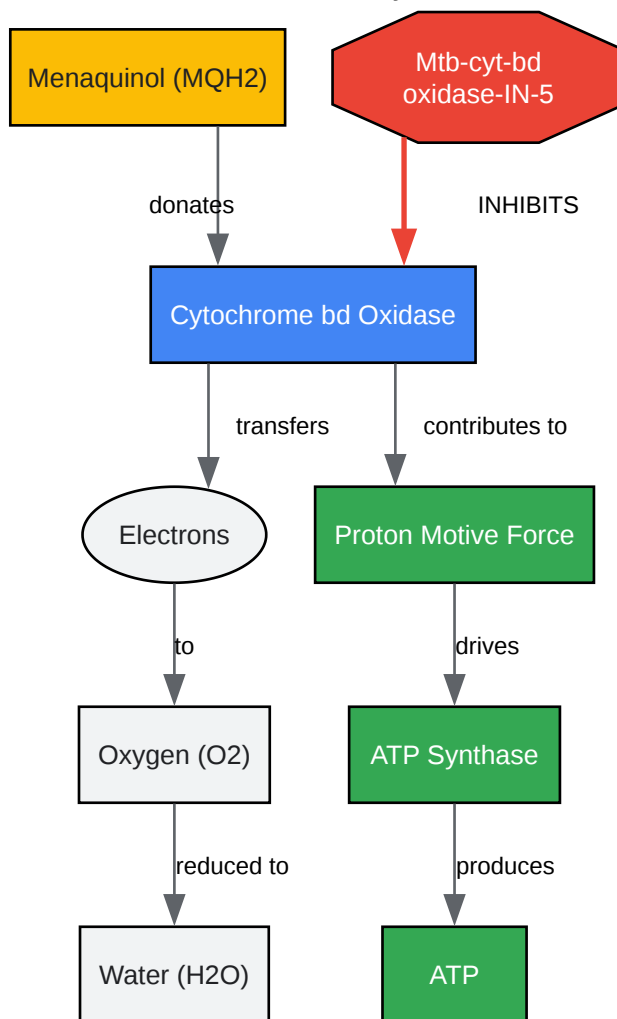 Menaquinol (MQH2)
Mtb-cyt-bd
oxidase-IN-5
donates
INHIBITS
Cytochrome bd Oxidase
transfers
contributes to
Electrons
Proton Motive Force
to
drives
Oxygen (O2)
ATP Synthase
reduced to
produces
Water (H2O)
ATP